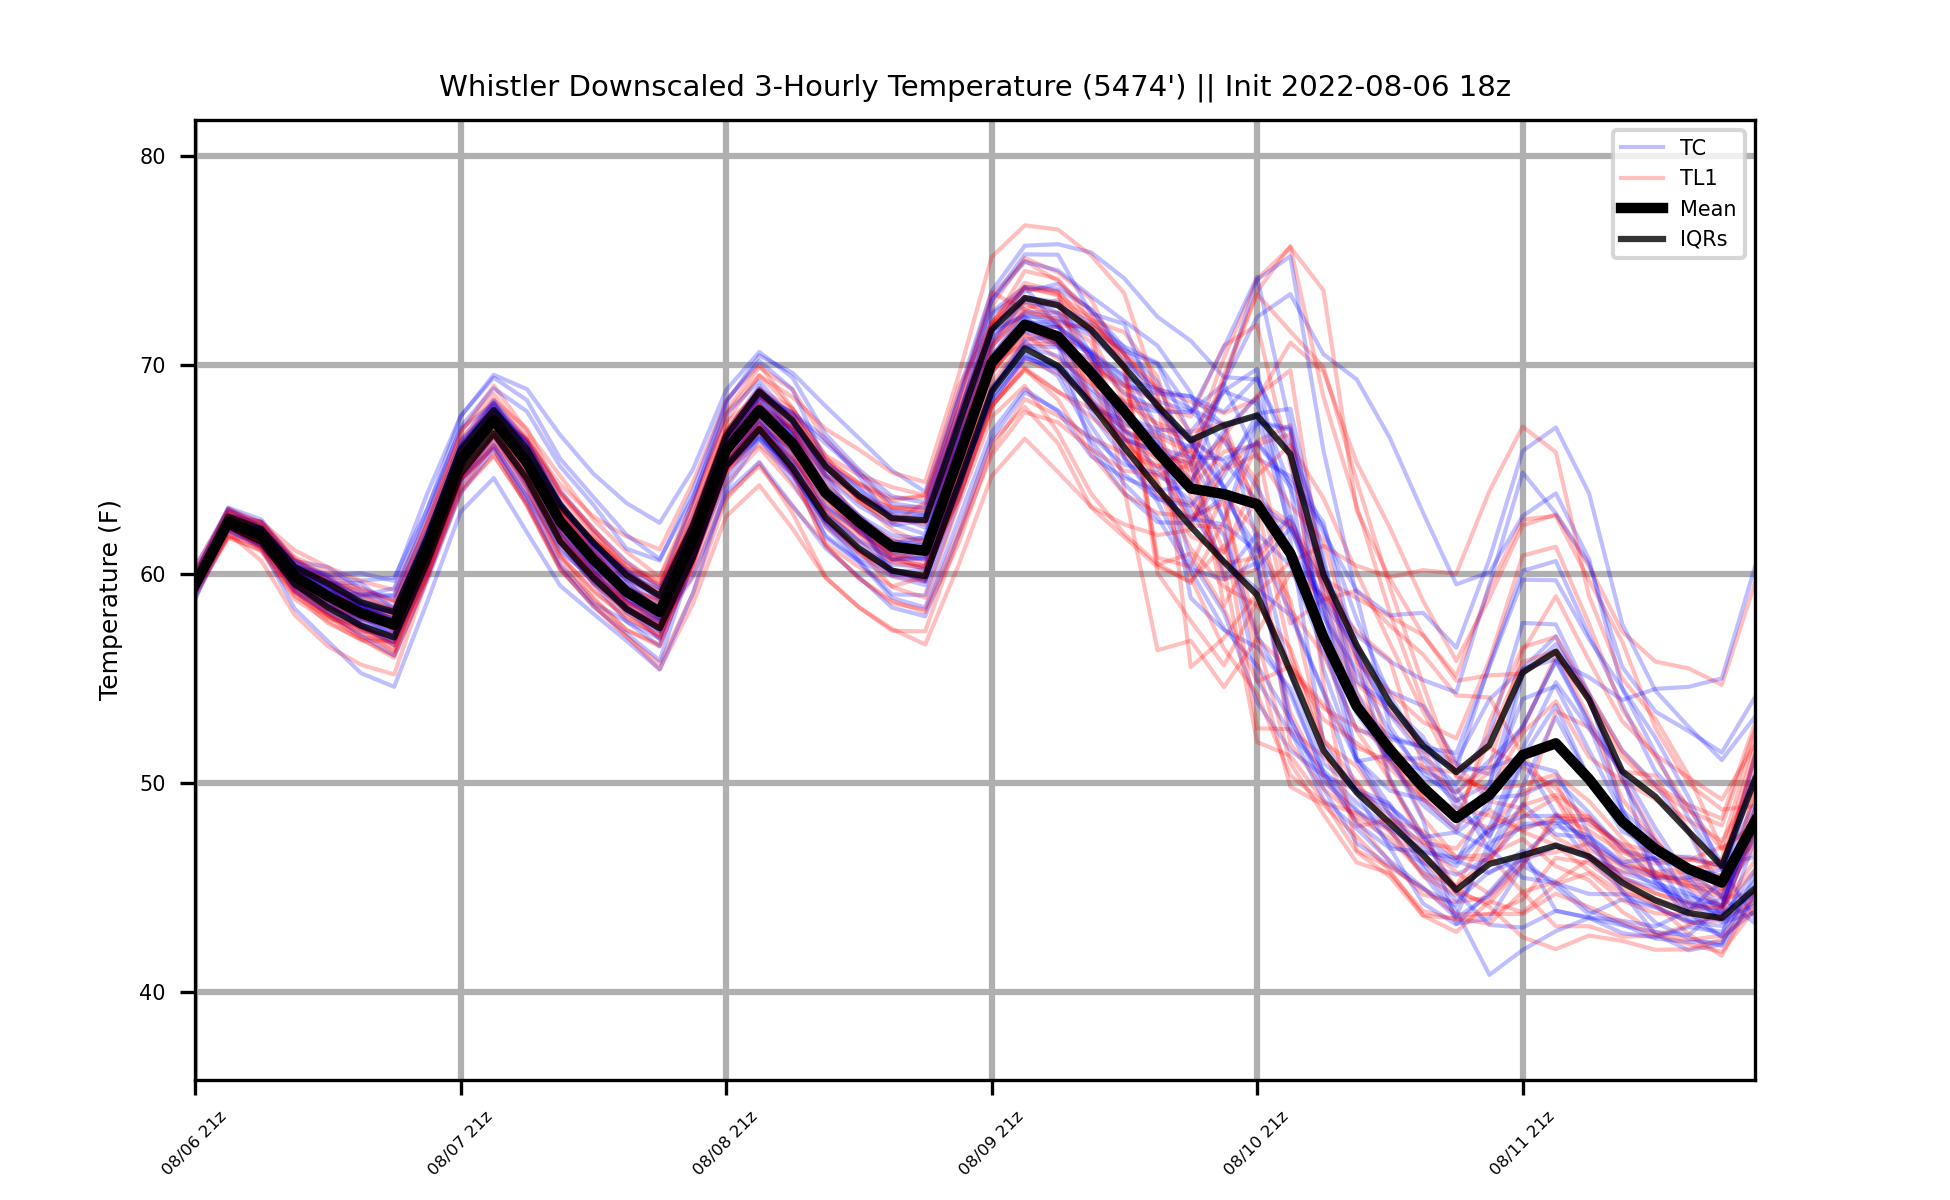 Whistler Downscaled 3-Hourly Temperature (5474') || Init 2022-08-06 18z
TC
TL1
Mean
IQRs
Temperature (F)
80
70
60
50
40
08/06 21z
08/07 21z
08/08 21z
08/09 21z
08/10 21z
08/11 21z